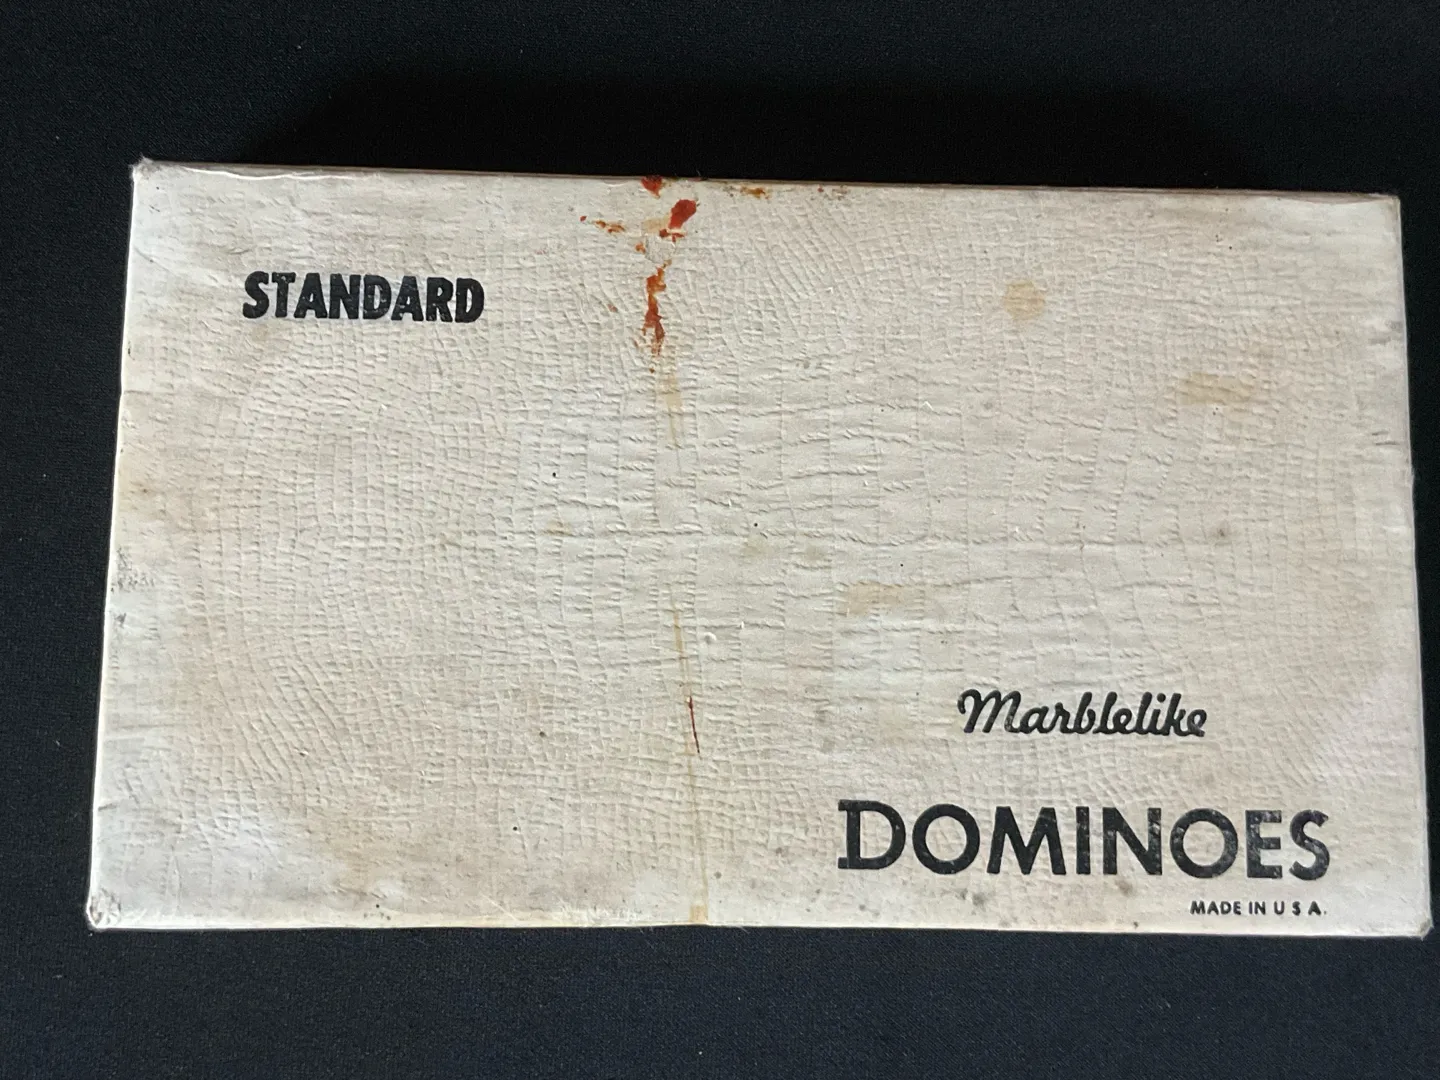 STANDARD
Marblelike
DOMINOES
MADE IN U S A.